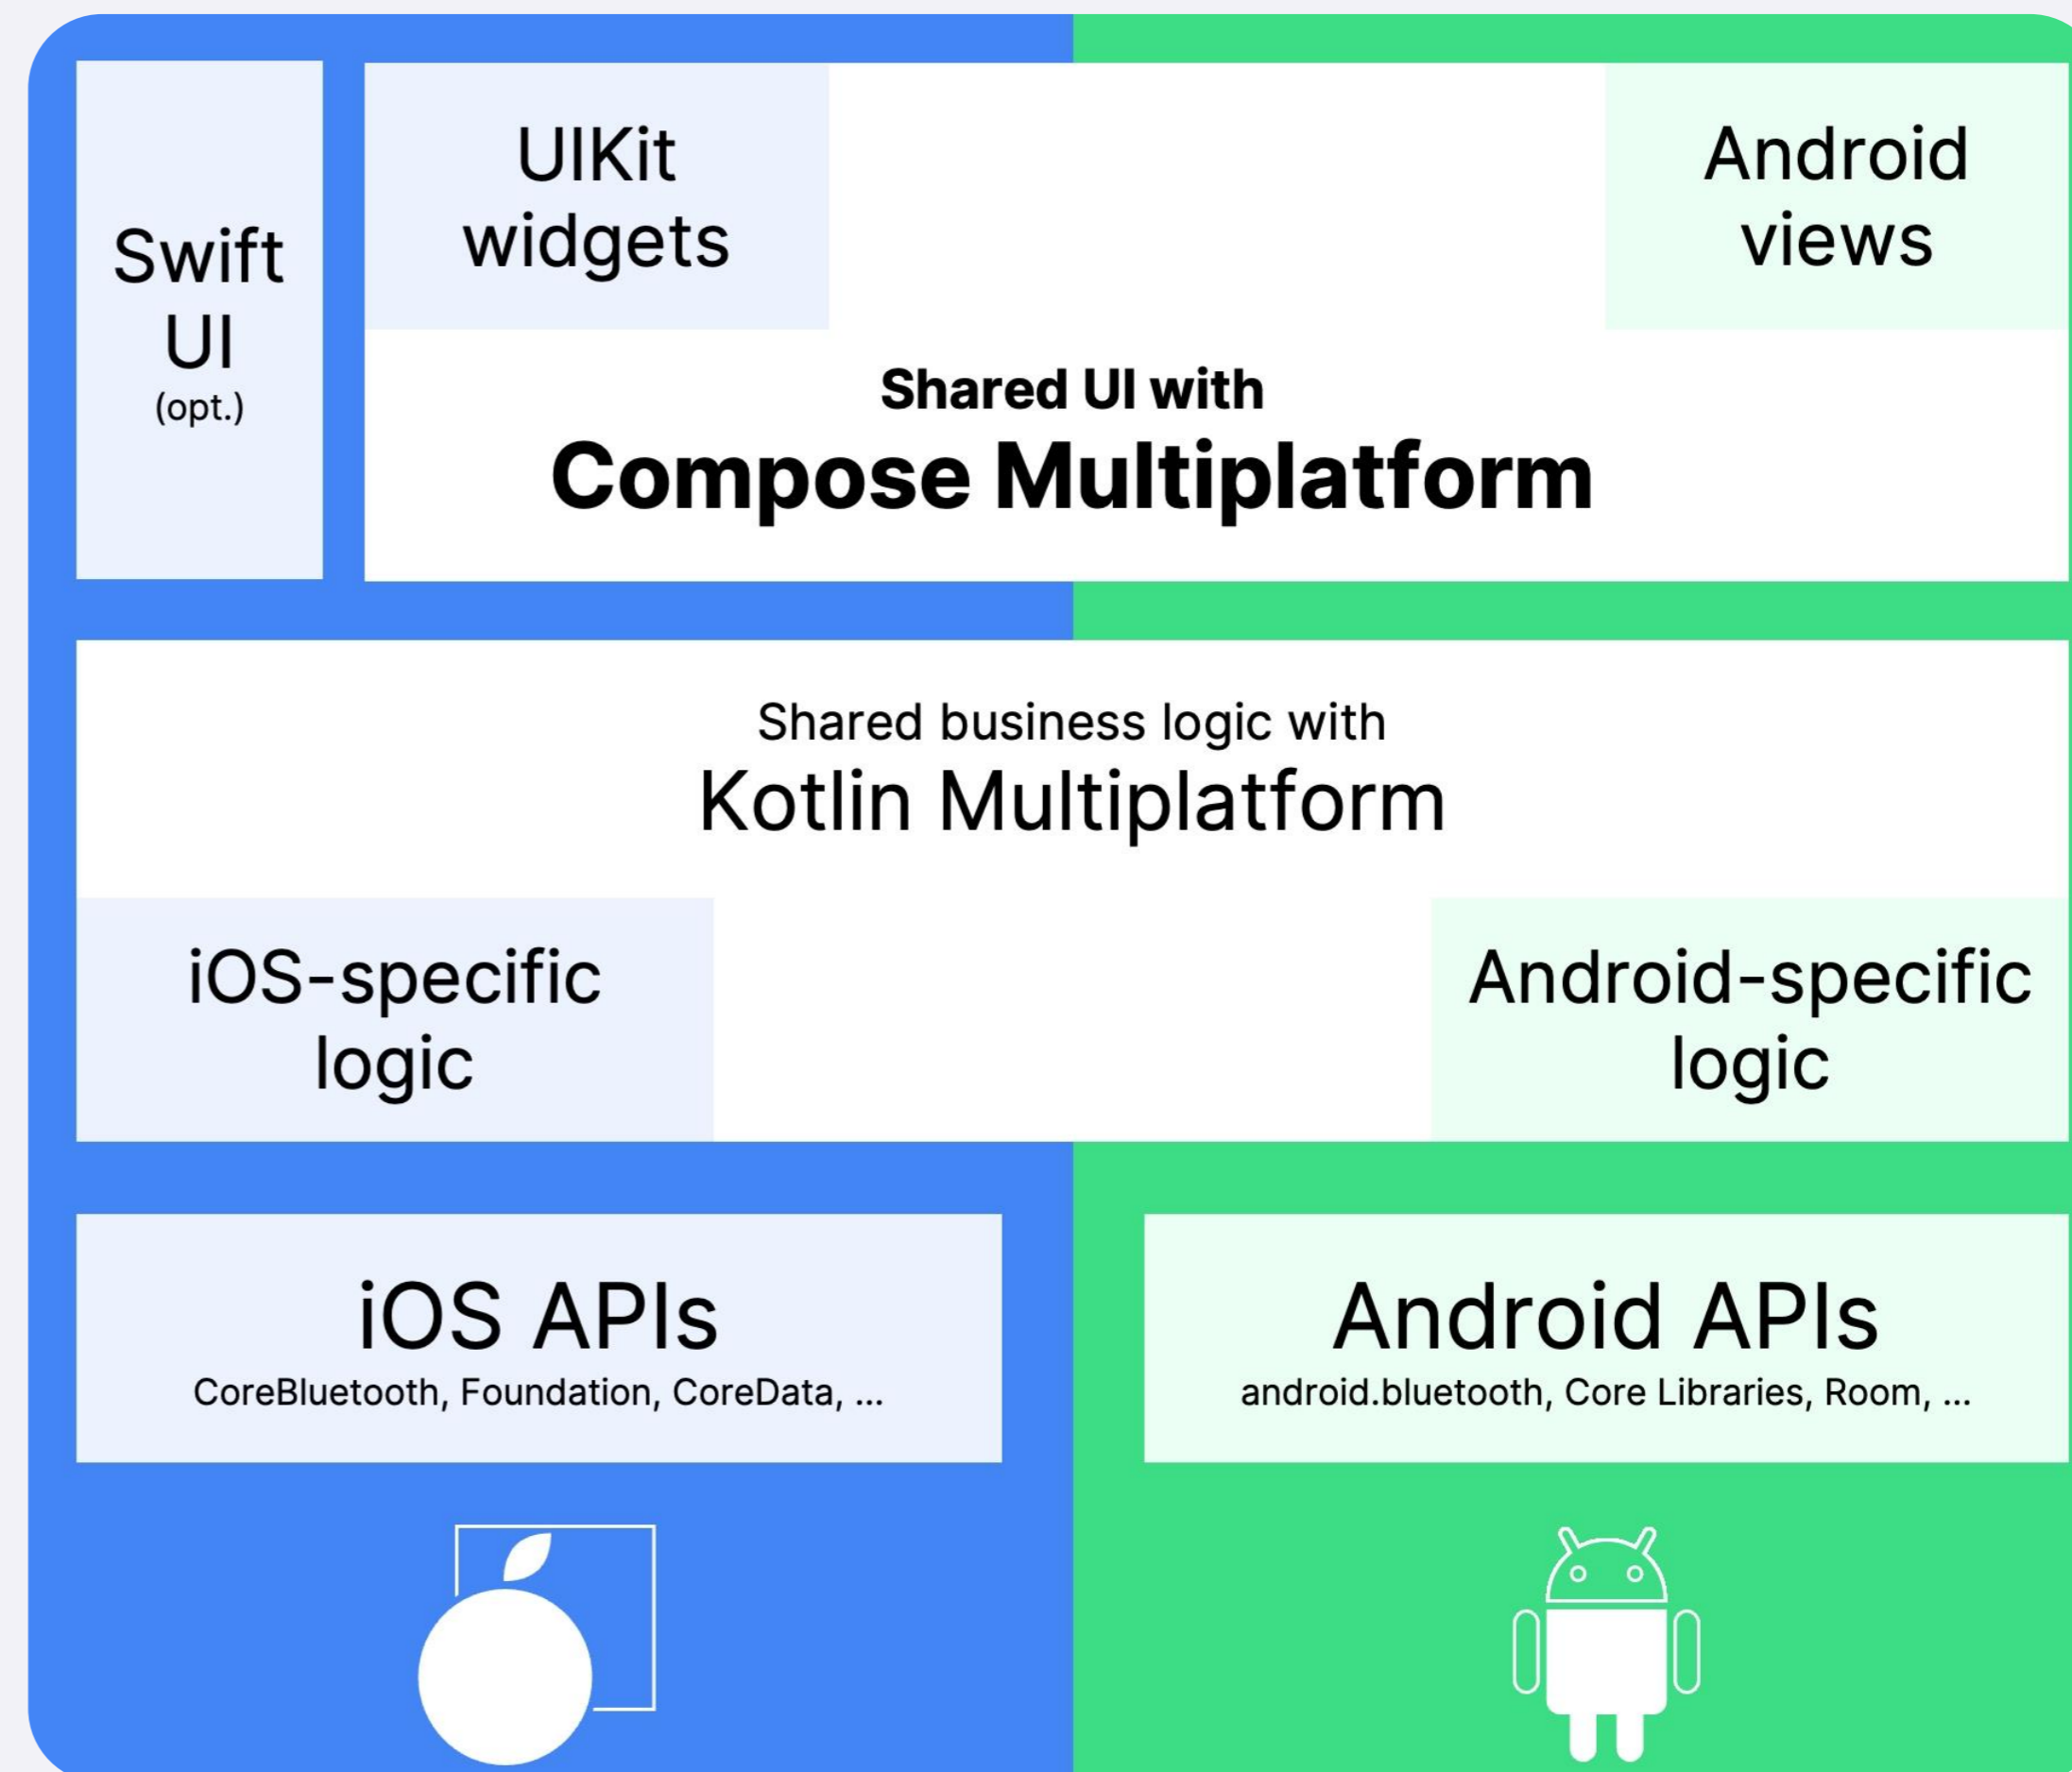 Swift
UI
(opt.)
UIKit
widgets
Android
views
Shared UI with
Compose Multiplatform
Shared business logic with
Kotlin Multiplatform
iOS-specific
logic
Android-specific
logic
iOS APIs
CoreBluetooth, Foundation, CoreData, ...
Android APIs
android.bluetooth, Core Libraries, Room, ...